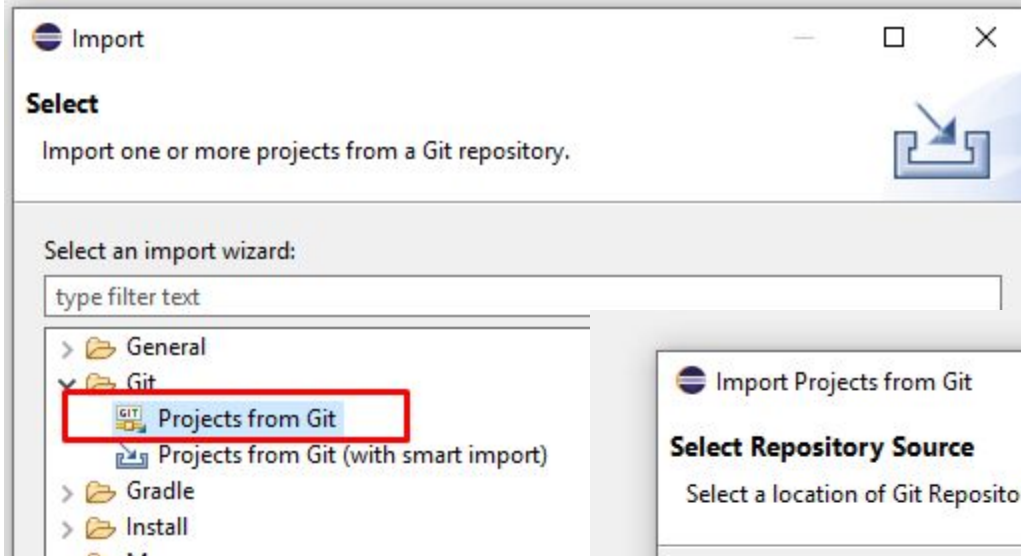 Import
Select
Import one or more projects from a Git repository.
Select an import wizard:
type filter text
General
Git
GIT
Projects from Git
Projects from Git (with smart import)
Gradle
Install
Import Projects from Git
Select Repository Source
Select a location of Git Reposito